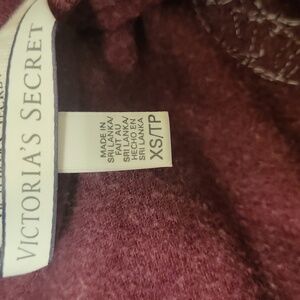 VICTORIA'S SECRET
MADE IN
SRI LANKA/
FAIT AU
SRI LANKA/
HECHO EN
SRI LANKA
XS/TP